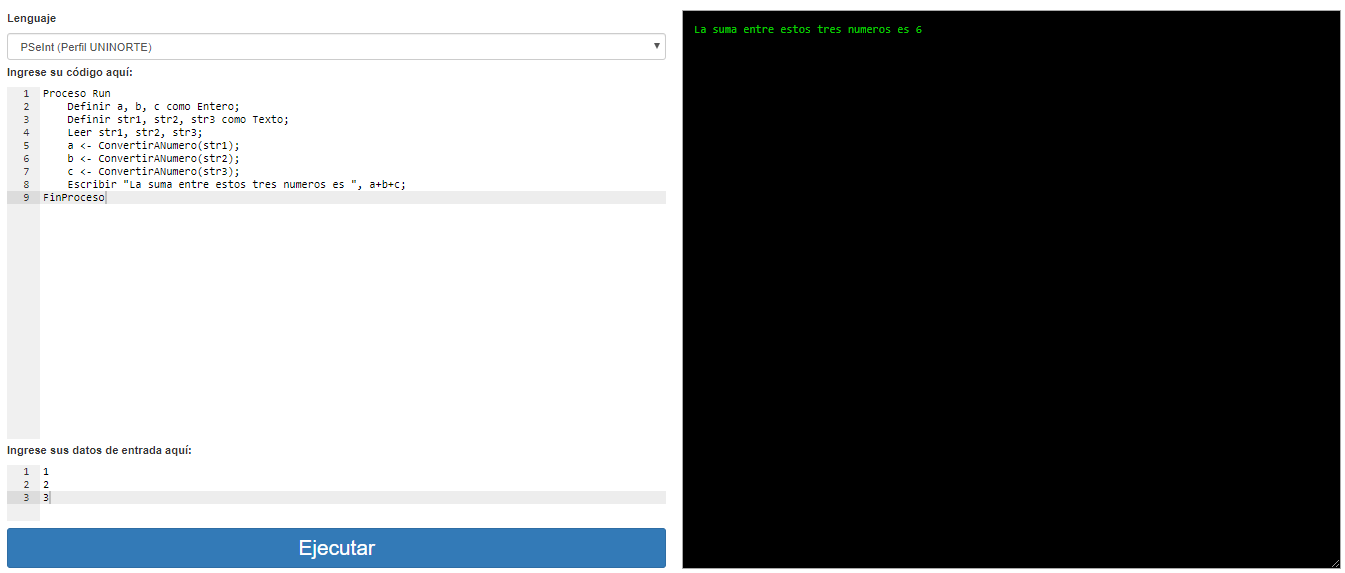 Lenguaje
PSeInt (Perfil UNINORTE)
Ingrese su código aquí:
1 Proceso Run
2 Definir a, b, c como Entero;
3 Definir str1, str2, str3 como Texto;
4 Leer str1, str2, str3;
5 a <- ConvertirANumero(str1);
6 b <- ConvertirANumero(str2);
7 c <- ConvertirANumero(str3);
8 Escribir "La suma entre estos tres numeros es ", a+b+c;
9 FinProceso
Ingrese sus datos de entrada aquí:
1 1
2 2
3 3
Ejecutar
La suma entre estos tres numeros es 6